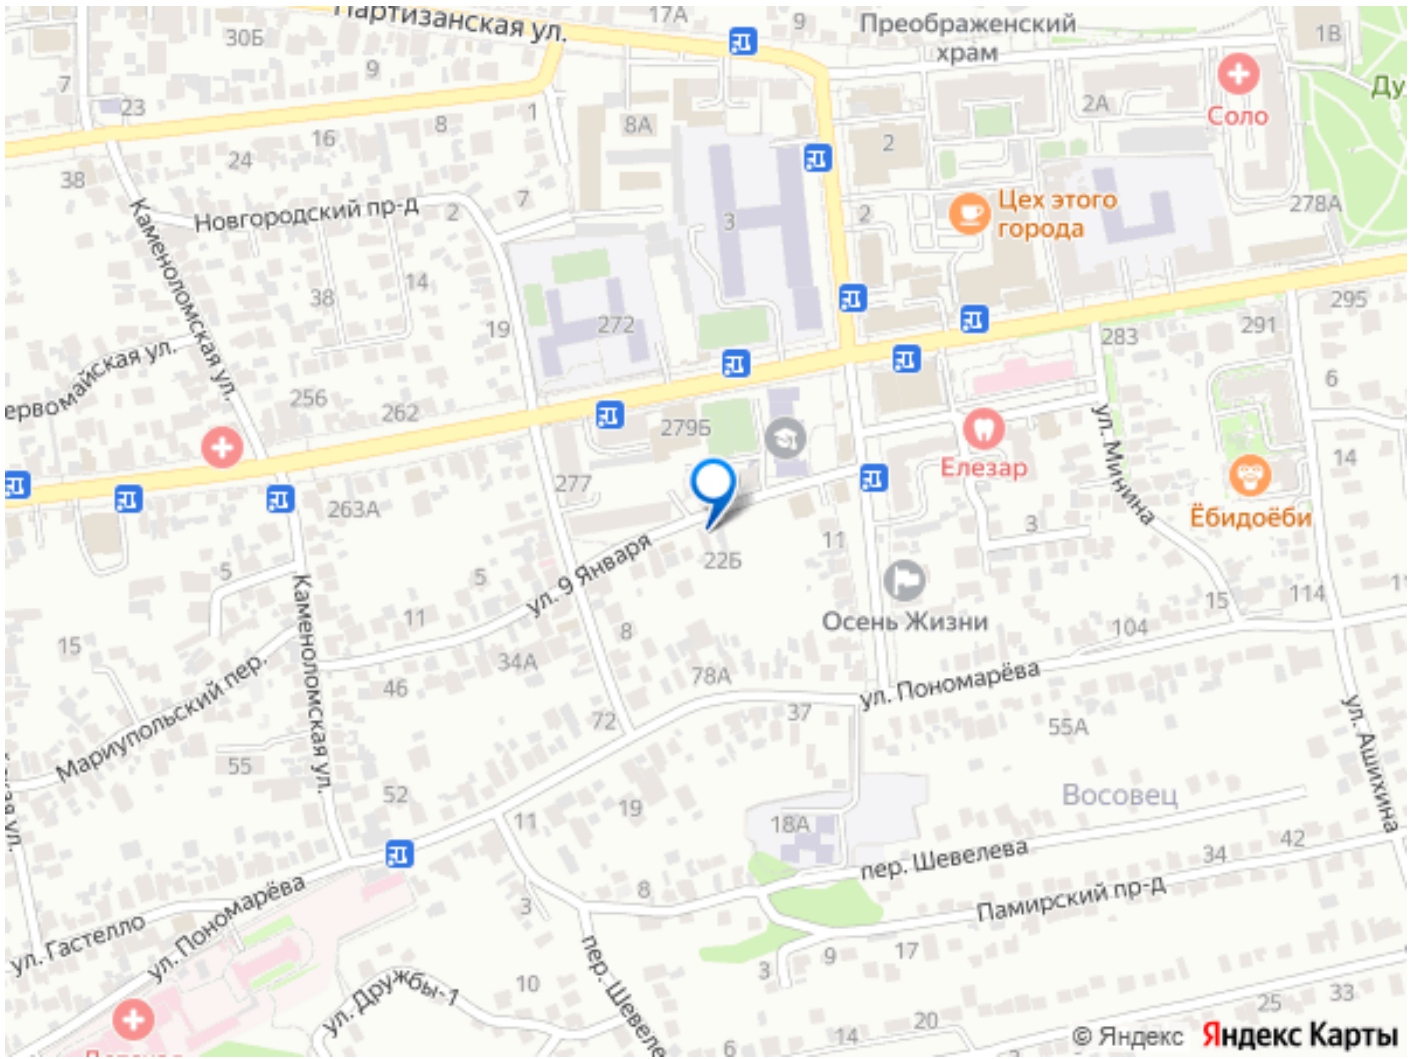 Партизанская ул.
17А
9
Преображенский
храм
1В
30Б
9
7
23
1
8А
8
16
24
38
2
2А
Соло
Ду
Новгородский пр-д
2
7
3
2
Цех этого
города
278А
Каменоломская ул.
14
38
19
272
295
291
283
6
ервомайская ул.
256
262
279Б
Елезар
ул. Минина
14
Ёбидоёби
277
263А
3
11
22Б
ул. 9 Января
5
5
Каменоломская ул.
11
8
34А
Осень Жизни
15
114
11
104
15
Мариупольский пер.
46
78А
ул. Пономарёва
72
37
55А
ул. Ашихина
55
52
кая ул.
19
11
18А
Восовец
42
34
пер. Шевелева
Памирский пр-д
8
3
ул. Гастелло
ул. Пономарёва
17
9
3
пер. Шевеле
10
ул. Дружбы-1
33
25
20
14
6
© Яндекс Яндекс Карты